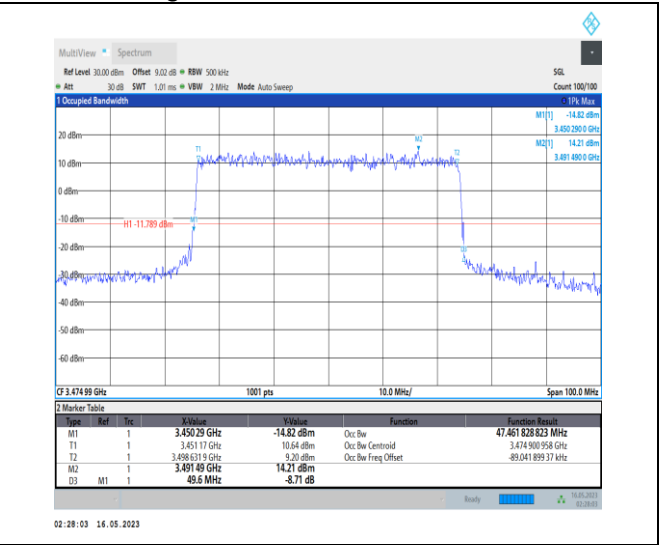 MultiView Spectrum
Ref Level 30.00 dBm Offset 9.02 dB RBW 500 kHz SGL
Att 30 dB SWT 1.01 ms VBW 2 MHz Mode Auto Sweep Count 100/100
1 Occupied Bandwidth 1Pk Max
M1[1] -14.82 dBm
3.450 290 0 GHz
M2[1] 14.21 dBm
3.491 490 0 GHz
20 dBm
M2
T1 T2
10 dBm
0 dBm
-10 dBm
H1 -11.789 dBm M1
-20 dBm
-30 dBm
-40 dBm
-50 dBm
-60 dBm
CF 3.474 99 GHz 1001 pts 10.0 MHz/ Span 100.0 MHz
2 Marker Table
Type Ref Trc X-Value Y-Value Function Function Result
M1 1 3.450 29 GHz -14.82 dBm Occ Bw 47.461 828 823 MHz
T1 1 3.451 17 GHz 10.64 dBm Occ Bw Centroid 3.474 900 958 GHz
T2 1 3.498 631 9 GHz 9.20 dBm Occ Bw Freq Offset -89.041 899 37 kHz
M2 1 3.491 49 GHz 14.21 dBm
D3 M1 1 49.6 MHz -8.71 dB
Ready 16.05.2023
02:28:03
02:28:03 16.05.2023